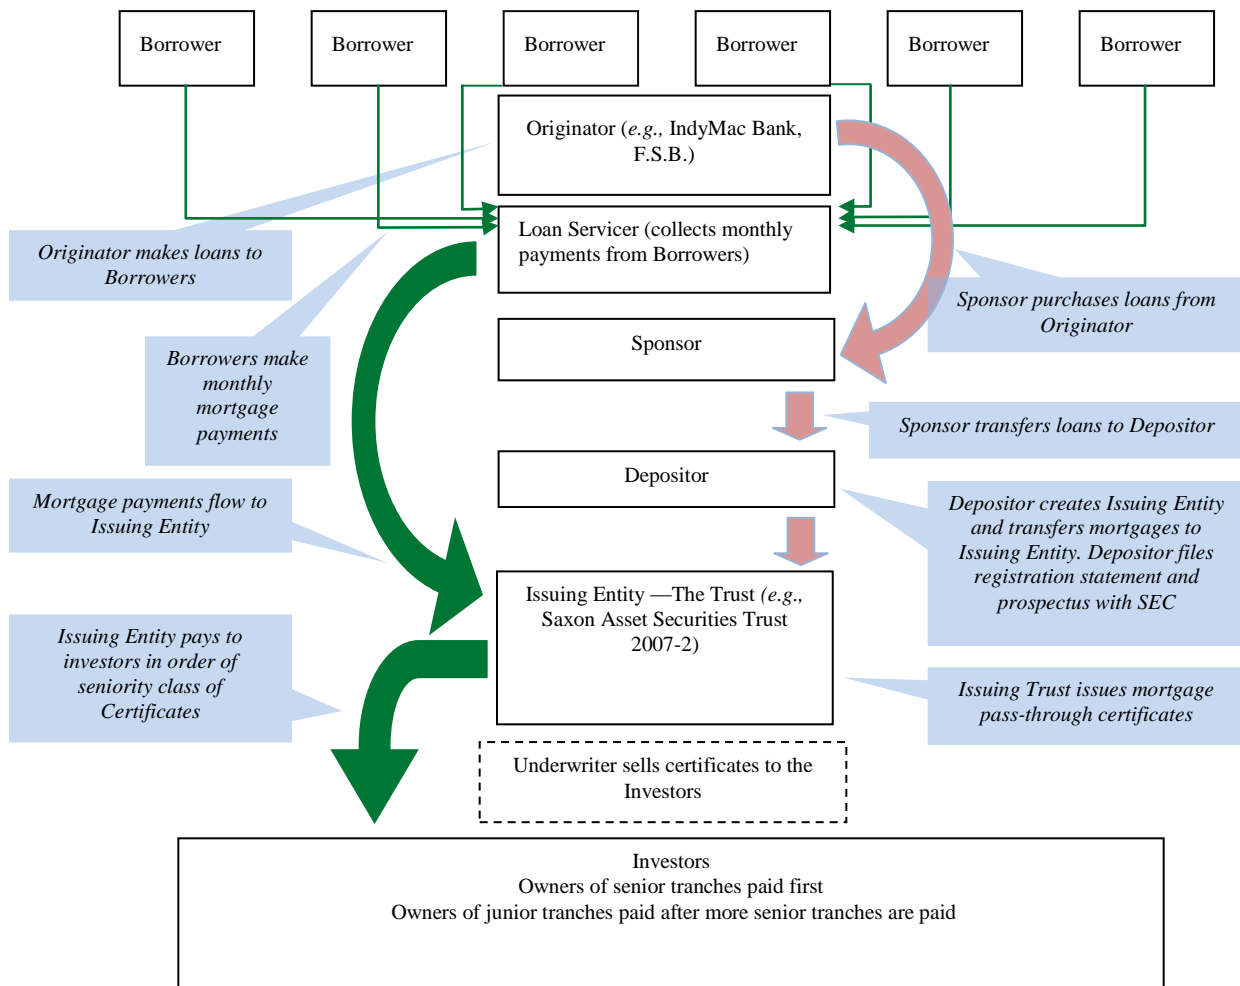 Borrower
Borrower
Borrower
Borrower
Borrower
Borrower
Originator (e.g., IndyMac Bank,
F.S.B.)
Loan Servicer (collects monthly
payments from Borrowers)
Originator makes loans to
Borrowers
Sponsor purchases loans from
Originator
Sponsor
Borrowers make
monthly
mortgage
payments
Sponsor transfers loans to Depositor
Depositor
Mortgage payments flow to
Issuing Entity
Depositor creates Issuing Entity
and transfers mortgages to
Issuing Entity. Depositor files
registration statement and
prospectus with SEC
Issuing Entity —The Trust (e.g.,
Saxon Asset Securities Trust
2007-2)
Issuing Entity pays to
investors in order of
seniority class of
Certificates
Issuing Trust issues mortgage
pass-through certificates
Underwriter sells certificates to the
Investors
Investors
Owners of senior tranches paid first
Owners of junior tranches paid after more senior tranches are paid